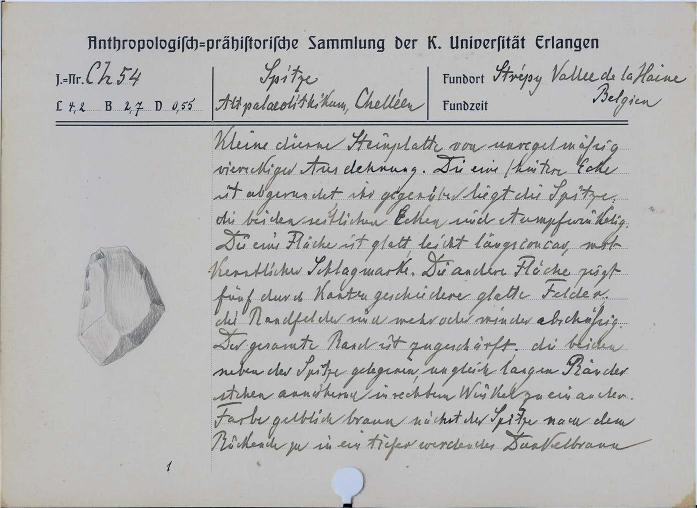 Anthropologisch=prähistorische Sammlung der K. Universität Erlangen
J.=Nr. Ch 54
L 4,2 B 2,7 D 0,55
Spitze
Altpalaeolithikum, Chelléen
Fundort Strépy Vallee de la Haine
Belgien
Fundzeit
Kleine dünne Steinplatte von unregelmäßig
viereckiger Ausdehnung. Die eine hintere Ecke
ist abgerundet ihr gegenüber liegt die Spitze,
die beiden seitlichen Ecken sind stumpfwinkelig.
Die eine Fläche ist glatt, leicht längsconcav, mit
kenntlicher Schlagmarke. Die andere Fläche zeigt
fünf durch Kanten geschiedene glatte Felder.
die Randfelder sind mehr oder minder abschüssig.
Der gesamte Rand ist zugeschärft. die beiden
neben der Spitze gelegenen, ungleich langen Ränder
stehen annähernd in rechtem Winkel zu einander.
Farbe gelblich braun nächst der Spitze nach dem
Rückende zu in ein tiefer werdendes Dunkelbraun
1